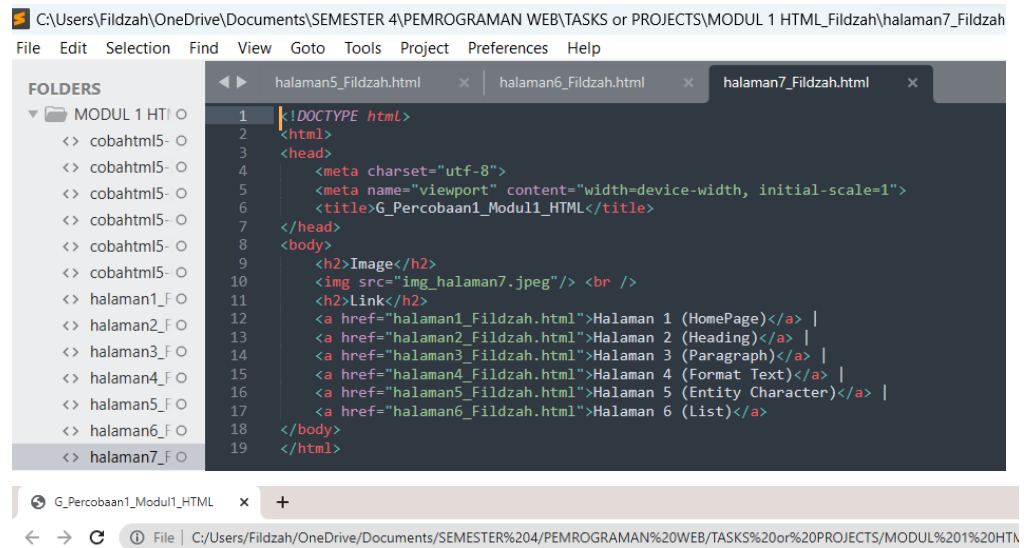 C:\Users\Fildzah\OneDrive\Documents\SEMESTER 4\PEMROGRAMAN WEB\TASKS or PROJECTS\MODUL 1 HTML_Fildzah\halaman7_Fildzah
File Edit Selection Find View Goto Tools Project Preferences Help
FOLDERS
halaman5_Fildzah.html × halaman6_Fildzah.html × halaman7_Fildzah.html ×
MODUL 1 HTM
<> cobahtml5-
<> cobahtml5-
<> cobahtml5-
<> cobahtml5-
<> cobahtml5-
<> cobahtml5-
<> halaman1_F
<> halaman2_F
<> halaman3_F
<> halaman4_F
<> halaman5_F
<> halaman6_F
<> halaman7_F
1 <!DOCTYPE html>
2 <html>
3 <head>
4 <meta charset="utf-8">
5 <meta name="viewport" content="width=device-width, initial-scale=1">
6 <title>G_Percobaan1_Modul1_HTML</title>
7 </head>
8 <body>
9 <h2>Image</h2>
10 <img src="img_halaman7.jpeg"/> <br />
11 <h2>Link</h2>
12 <a href="halaman1_Fildzah.html">Halaman 1 (HomePage)</a> |
13 <a href="halaman2_Fildzah.html">Halaman 2 (Heading)</a> |
14 <a href="halaman3_Fildzah.html">Halaman 3 (Paragraph)</a> |
15 <a href="halaman4_Fildzah.html">Halaman 4 (Format Text)</a> |
16 <a href="halaman5_Fildzah.html">Halaman 5 (Entity Character)</a> |
17 <a href="halaman6_Fildzah.html">Halaman 6 (List)</a>
18 </body>
19 </html>
G_Percobaan1_Modul1_HTML × +
File | C:/Users/Fildzah/OneDrive/Documents/SEMESTER%204/PEMROGRAMAN%20WEB/TASKS%20or%20PROJECTS/MODUL%201%20HTM